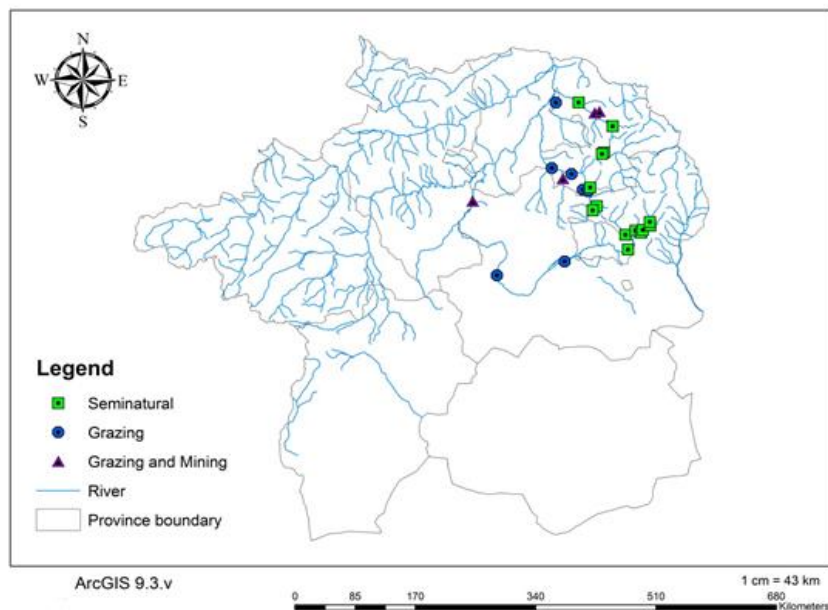 N
W E
S
Legend
Seminatural
Grazing
Grazing and Mining
River
Province boundary
ArcGIS 9.3.v 1 cm = 43 km
0 85 170 340 510 680
Kilometers